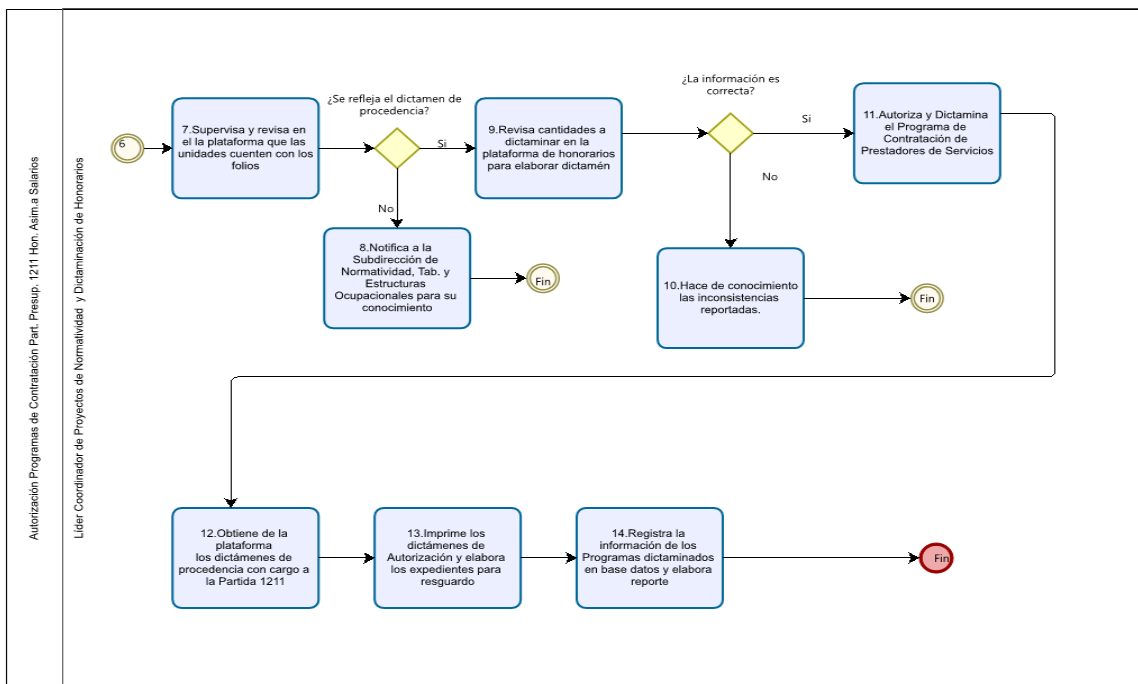 Autorización Programas de Contratación Part. Presup. 1211 Hon. Asim.a Salarios
Líder Coordinador de Proyectos de Normatividad y Dictaminación de Honorarios
6
7.Supervisa y revisa en
el la plataforma que las
unidades cuenten con los
folios
¿Se refleja el dictamen de
procedencia?
Si
No
8.Notifica a la
Subdirección de
Normatividad, Tab. y
Estructuras
Ocupacionales para su
conocimiento
Fin
9.Revisa cantidades a
dictaminar en la
plataforma de honorarios
para elaborar dictamén
¿La información es
correcta?
Si
No
10.Hace de conocimiento
las inconsistencias
reportadas.
Fin
11.Autoriza y Dictamina
el Programa de
Contratación de
Prestadores de Servicios
12.Obtiene de la
plataforma
los dictámenes de
procedencia con cargo a
la Partida 1211
13.Imprime los
dictámenes de
Autorización y elabora
los expedientes para
resguardo
14.Registra la
información de los
Programas dictaminados
en base datos y elabora
reporte
Fin